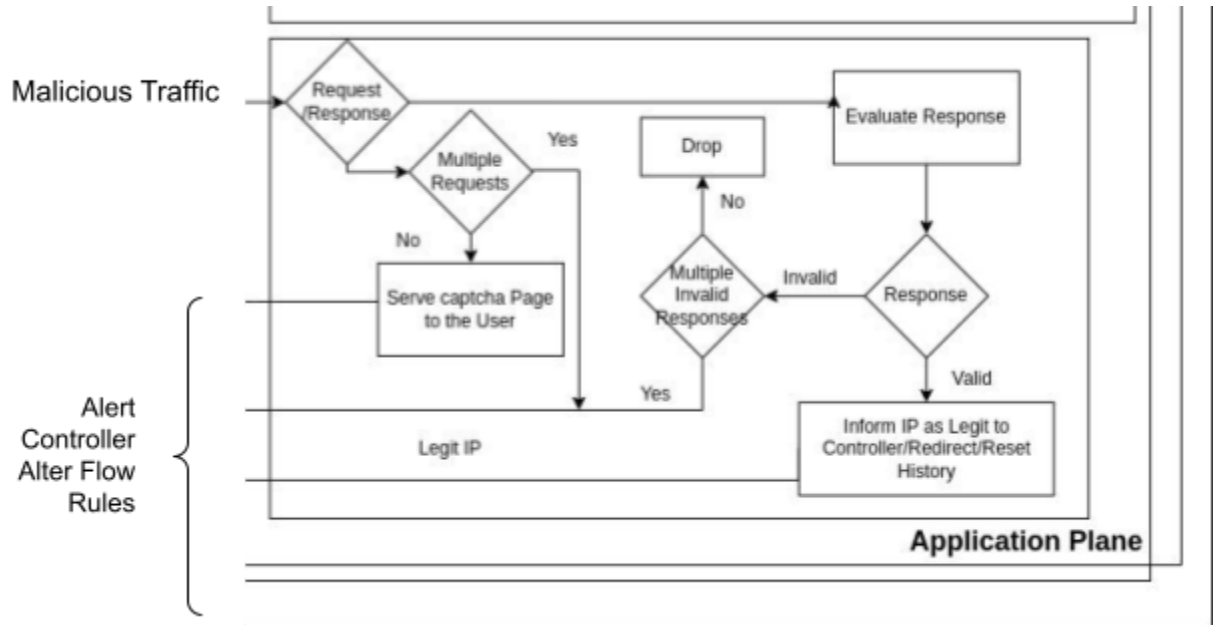 Malicious Traffic
Request
/Response
Multiple
Requests
Yes
No
Serve captcha Page
to the User
Drop
No
Multiple
Invalid
Responses
Invalid
Yes
Evaluate Response
Response
Valid
Inform IP as Legit to
Controller/Redirect/Reset
History
Legit IP
Alert
Controller
Alter Flow
Rules
Application Plane